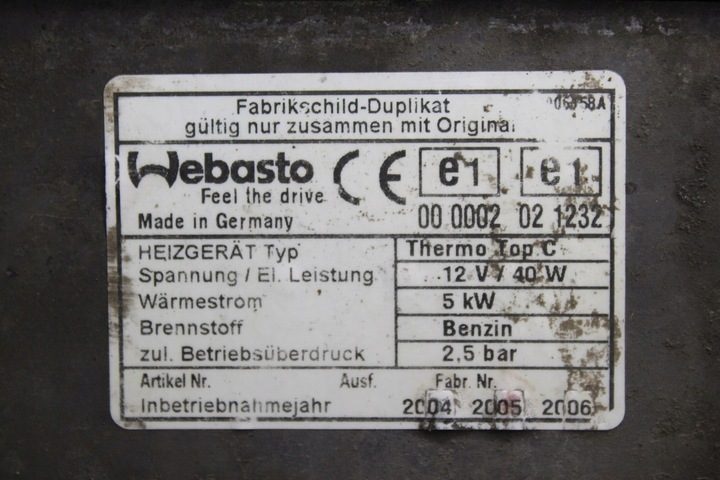 Fabrikschild-Duplikat
gültig nur zusammen mit Original
Webasto CE e1 e1
Feel the drive
Made in Germany 00 0002 02 1232
HEIZGERÄT Typ Thermo Top C
Spannung / El. Leistung 12 V / 40 W
Wärmestrom 5 kW
Brennstoff Benzin
zul. Betriebsüberdruck 2,5 bar
Artikel Nr. Ausf. Fabr. Nr.
Inbetriebnahmejahr 2004 2005 2006